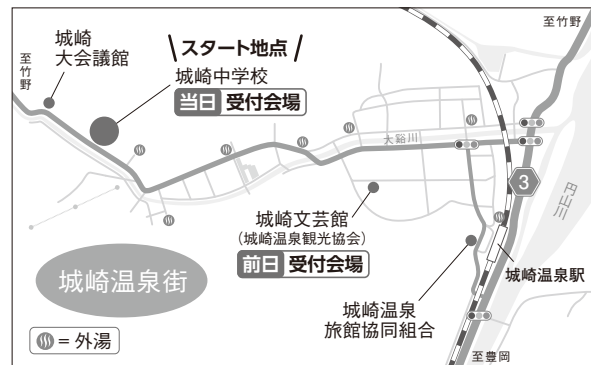 至竹野
城崎
大会議館
スタート地点
城崎中学校
当日 受付会場
至竹野
大谿川
3
円山川
城崎文芸館
(城崎温泉観光協会)
前日 受付会場
城崎温泉駅
城崎温泉街
城崎温泉
旅館協同組合
= 外湯
至豊岡